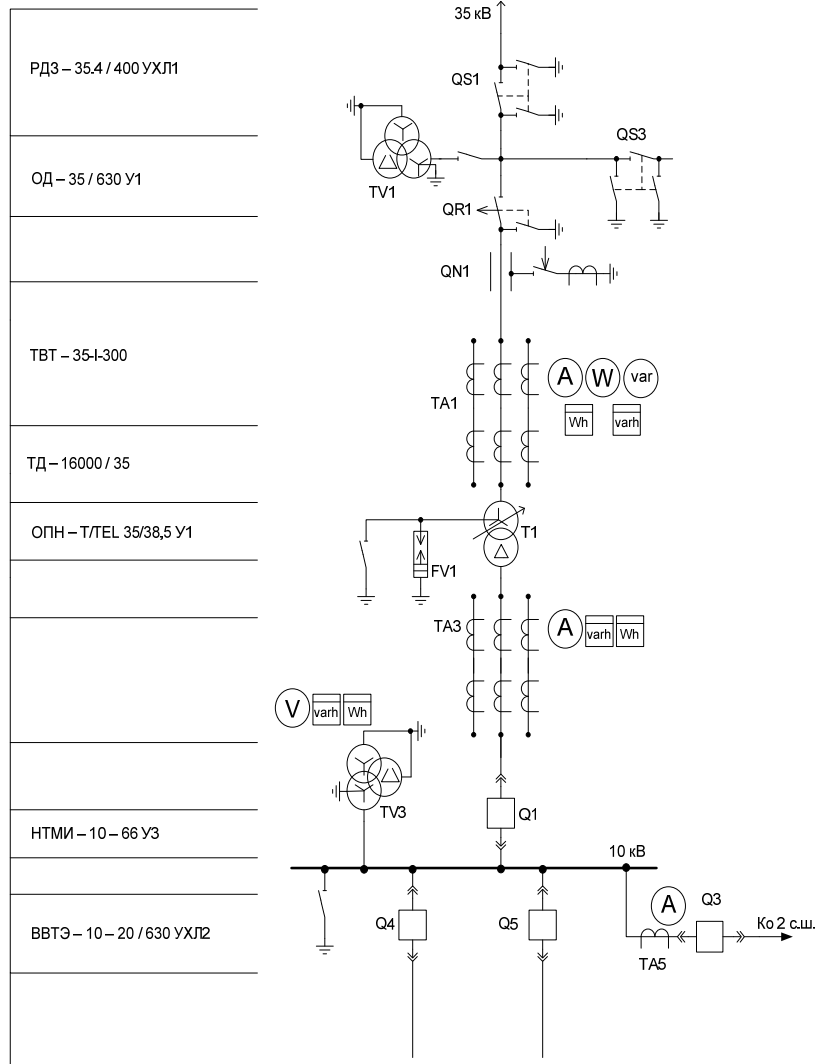 35 кВ
РДЗ – 35.4 / 400 УХЛ1
QS1
QS3
TV1
ОД – 35 / 630 У1
QR1
QN1
ТВТ – 35-I-300
A
W
var
TA1
Wh
varh
ТД – 16000 / 35
T1
ОПН – Т/TEL 35/38,5 У1
FV1
TA3
A
varh
Wh
V
varh
Wh
TV3
Q1
НТМИ – 10 – 66 У3
10 кВ
ВВТЭ – 10 – 20 / 630 УХЛ2
Q4
Q5
A
Q3
Ко 2 с.ш.
TA5